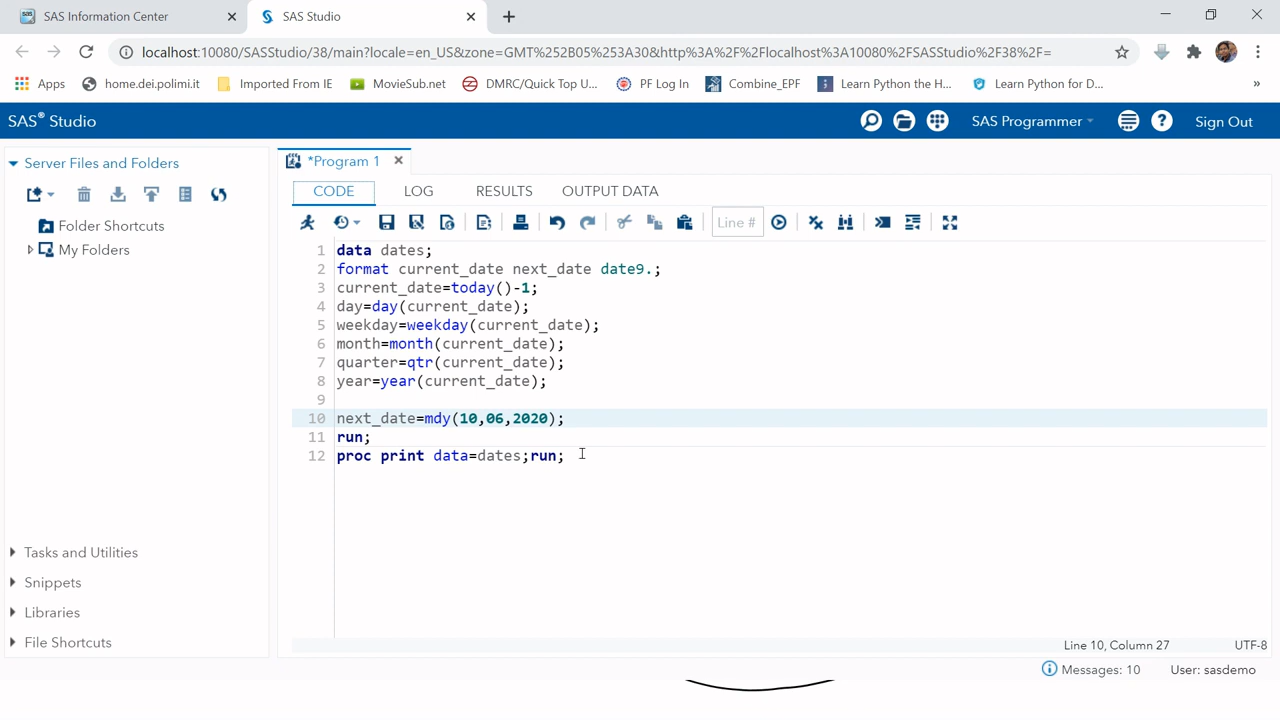 SAS Information Center
SAS Studio
localhost:10080/SASStudio/38/main?locale=en_US&zone=GMT%252B05%253A30&http%3A%2F%2Flocalhost%3A10080%2FSASStudio%2F38%2F=
Apps
home.dei.polimi.it
Imported From IE
MovieSub.net
DMRC/Quick Top U...
PF Log In
Combine_EPF
Learn Python the H...
Learn Python for D...
»
SAS® Studio
SAS Programmer
Sign Out
Server Files and Folders
Folder Shortcuts
My Folders
Tasks and Utilities
Snippets
Libraries
File Shortcuts
*Program 1
CODE
LOG
RESULTS
OUTPUT DATA
Line #
1 data dates;
2 format current_date next_date date9.;
3 current_date=today()-1;
4 day=day(current_date);
5 weekday=weekday(current_date);
6 month=month(current_date);
7 quarter=qtr(current_date);
8 year=year(current_date);
9
10 next_date=mdy(10,06,2020);
11 run;
12 proc print data=dates;run;
Line 10, Column 27
UTF-8
Messages: 10
User: sasdemo